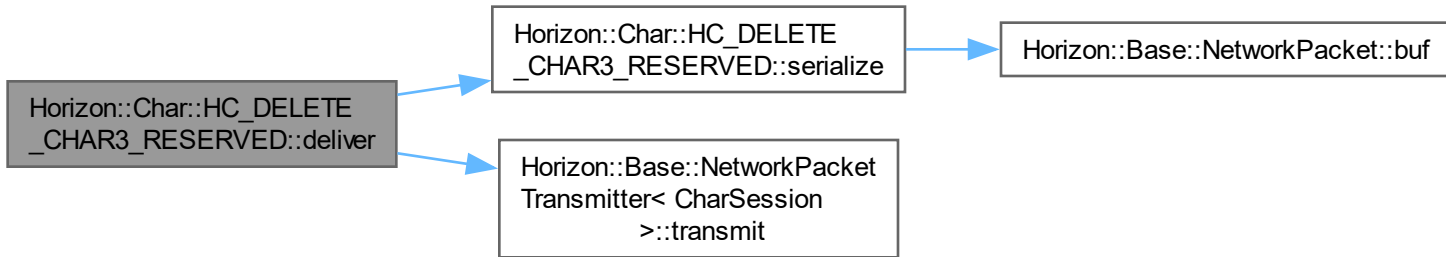 Horizon::Char::HC_DELETE
_CHAR3_RESERVED::deliver
Horizon::Char::HC_DELETE
_CHAR3_RESERVED::serialize
Horizon::Base::NetworkPacket::buf
Horizon::Base::NetworkPacket
Transmitter< CharSession
>::transmit